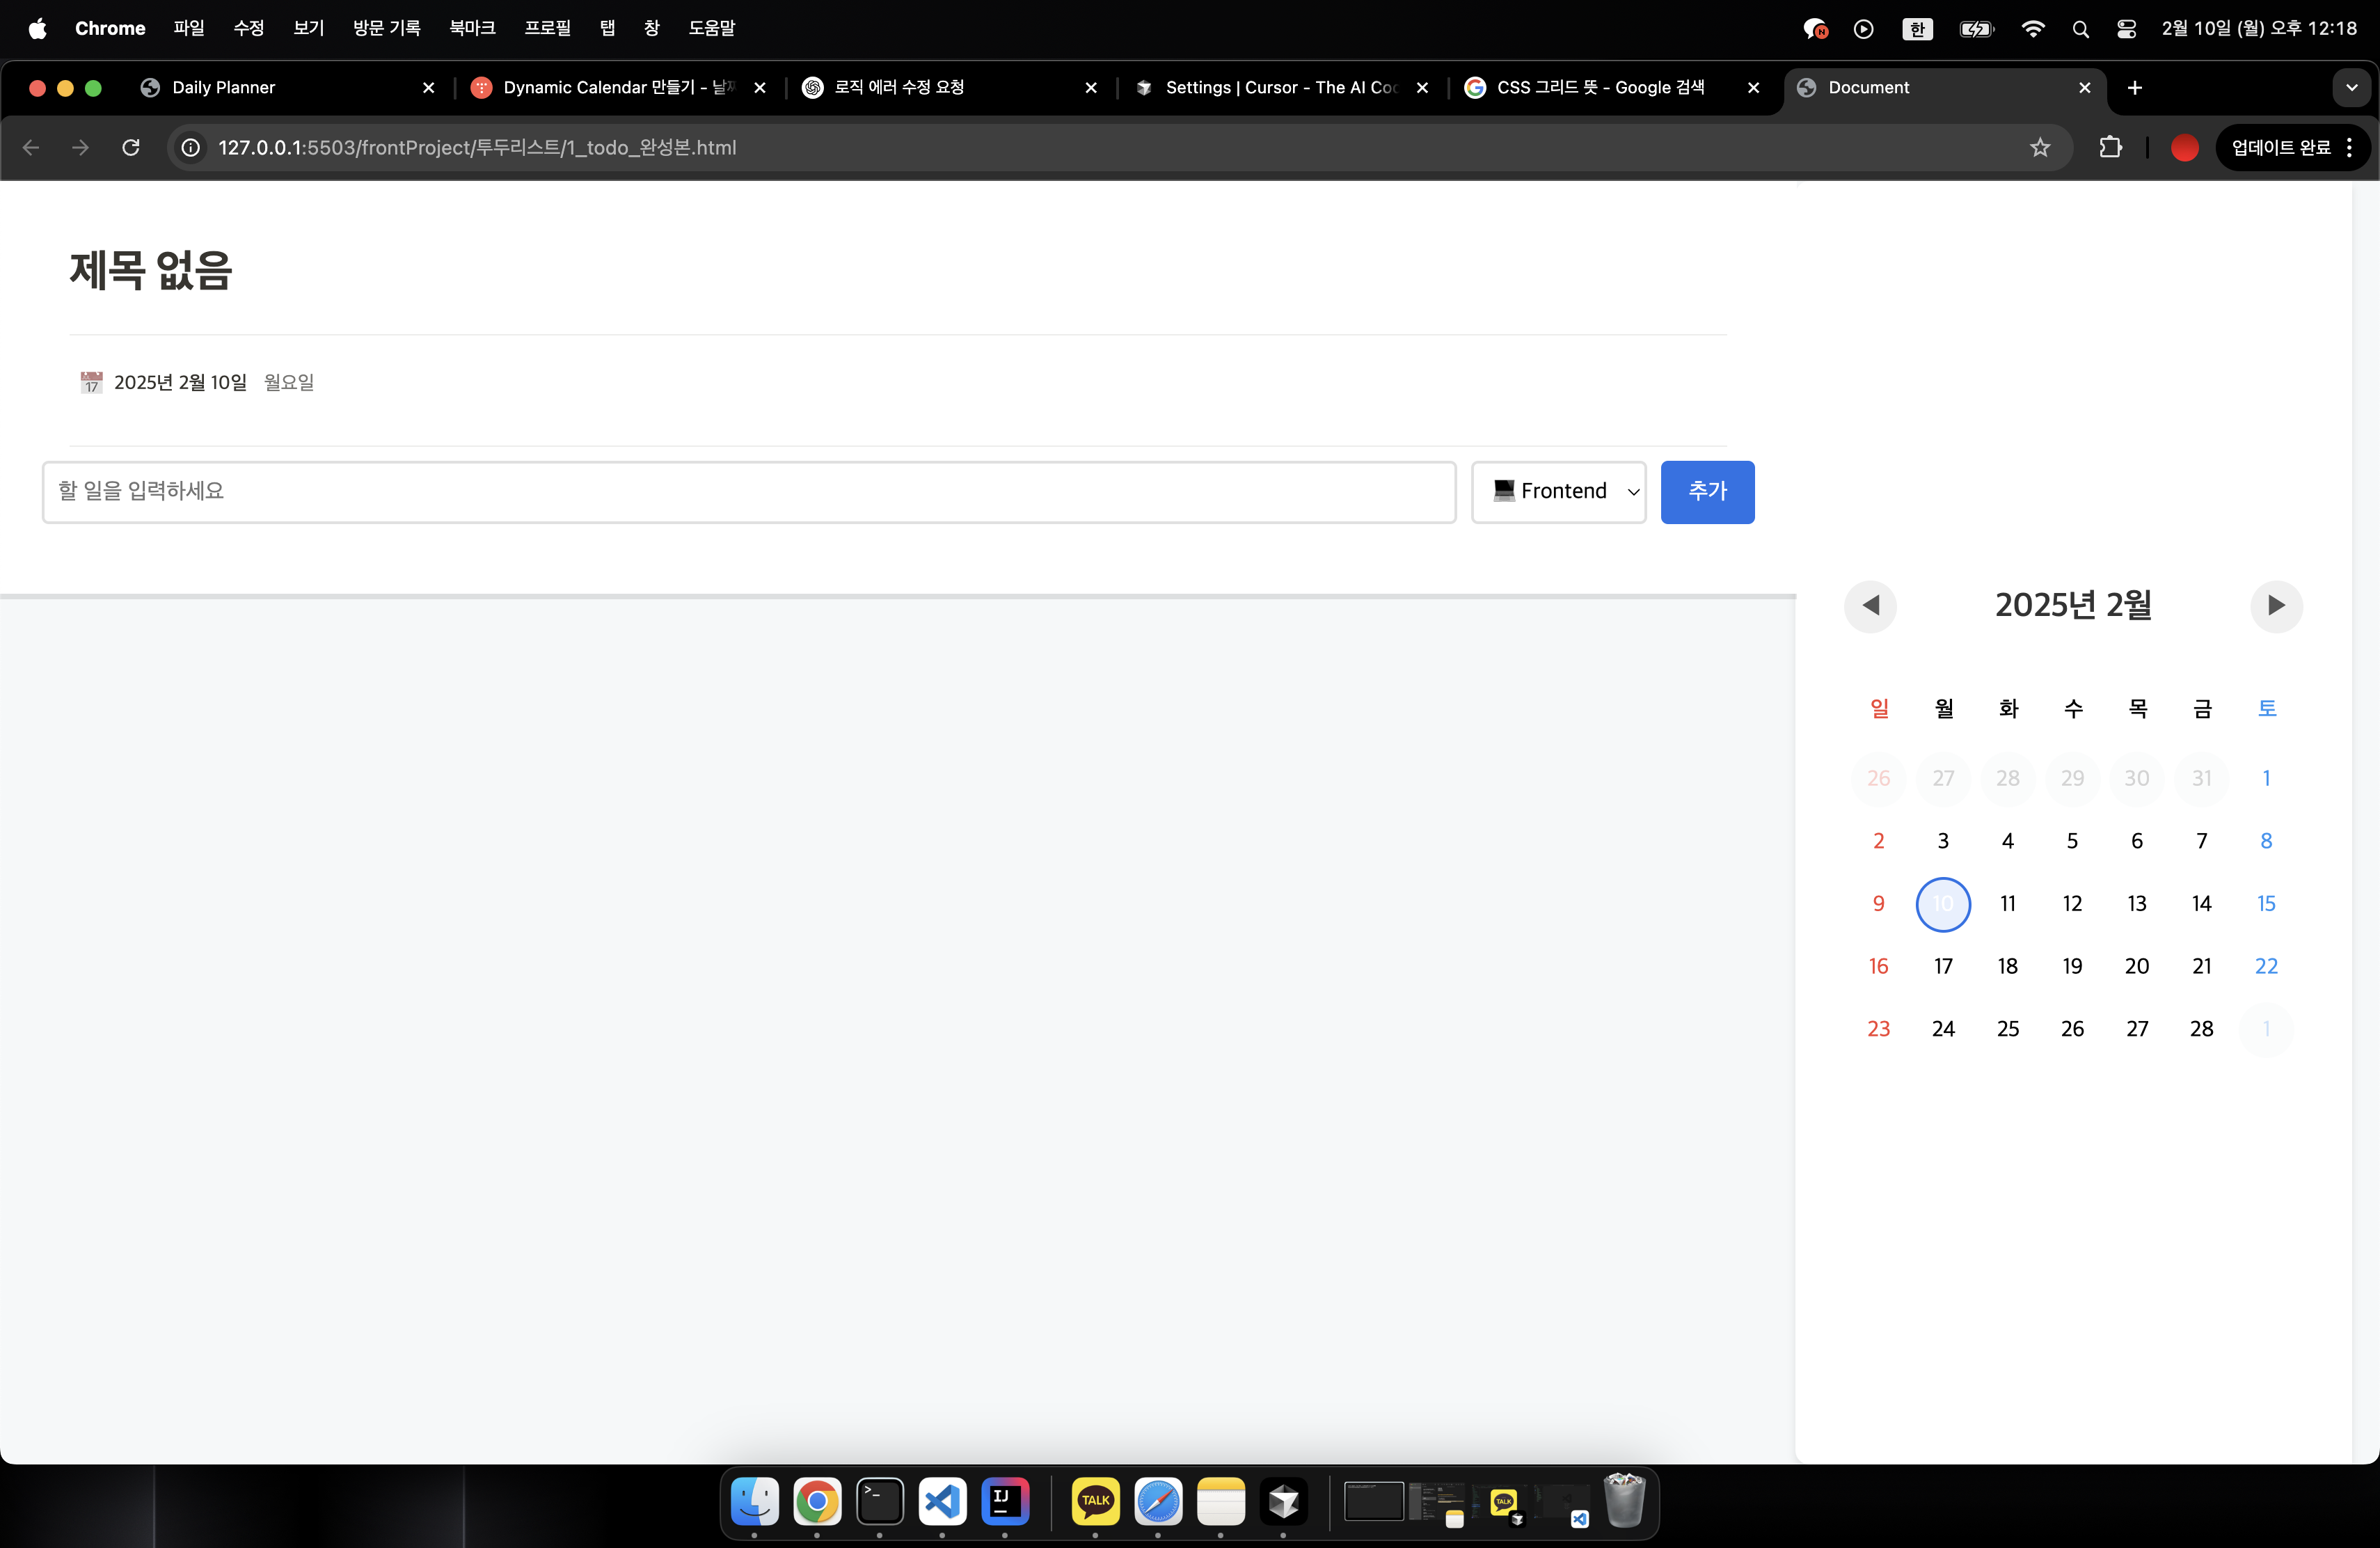 Chrome 파일 수정 보기 방문 기록 북마크 프로필 탭 창 도움말 한 2월 10일 (월) 오후 12:18
Daily Planner Dynamic Calendar 만들기 - 날짜 로직 에러 수정 요청 Settings | Cursor - The AI Coo CSS 그리드 뜻 - Google 검색 Document
127.0.0.1:5503/frontProject/투두리스트/1_todo_완성본.html 업데이트 완료
제목 없음
17 2025년 2월 10일 월요일
할 일을 입력하세요 Frontend 추가
2025년 2월
일 월 화 수 목 금 토
26 27 28 29 30 31 1
2 3 4 5 6 7 8
9 10 11 12 13 14 15
16 17 18 19 20 21 22
23 24 25 26 27 28 1
IJ TALK TALK